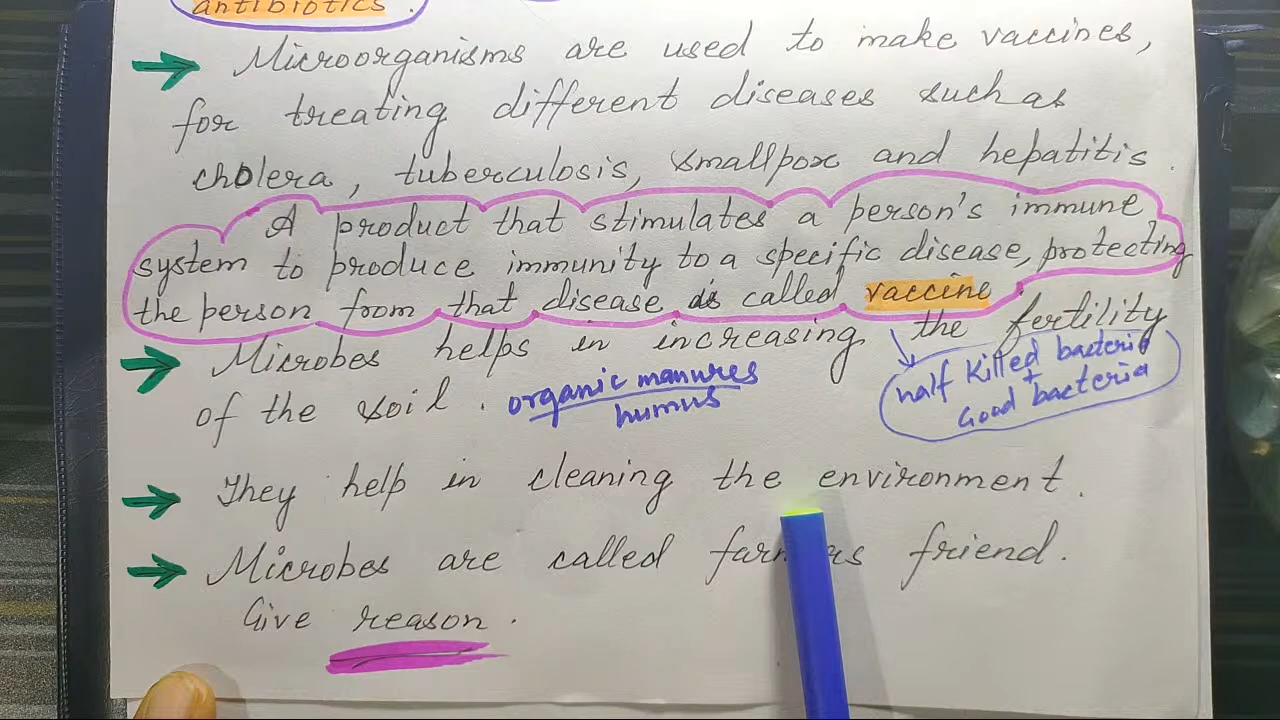 antibiotics.
Microorganisms are used to make vaccines,
for treating different diseases such as
cholera, tuberculosis, smallpox and hepatitis.
A product that stimulates a person's immune
system to produce immunity to a specific disease, protecting
the person from that disease is called vaccine.
Microbes helps in increasing the fertility
of the soil. organic manures
humus
half killed bacteria
+
Good bacteria
They help in cleaning the environment.
Microbes are called farmers friend.
Give reason.